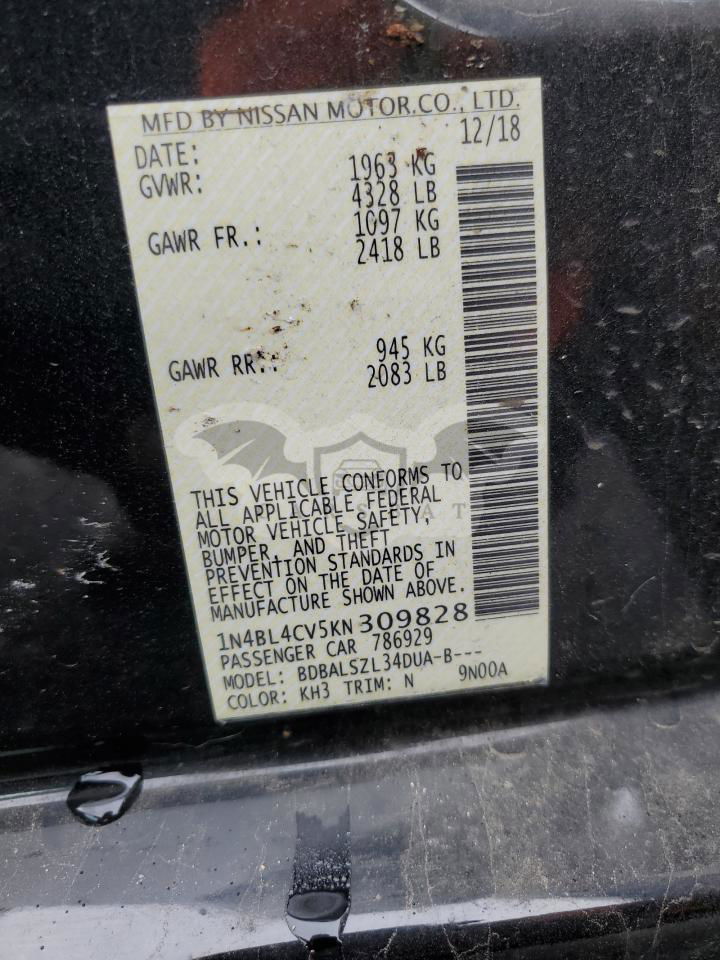 MFD BY NISSAN MOTOR.CO., LTD.
DATE: 12/18
GVWR: 1963 KG
4328 LB
GAWR FR.: 1097 KG
2418 LB
GAWR RR.: 945 KG
2083 LB
THIS VEHICLE CONFORMS TO
ALL APPLICABLE FEDERAL
MOTOR VEHICLE SAFETY,
BUMPER, AND THEFT
PREVENTION STANDARDS IN
EFFECT ON THE DATE OF
MANUFACTURE SHOWN ABOVE.
1N4BL4CV5KN309828
PASSENGER CAR 786929
MODEL: BDBALSZL34DUA-B---
COLOR: KH3 TRIM: N 9N00A